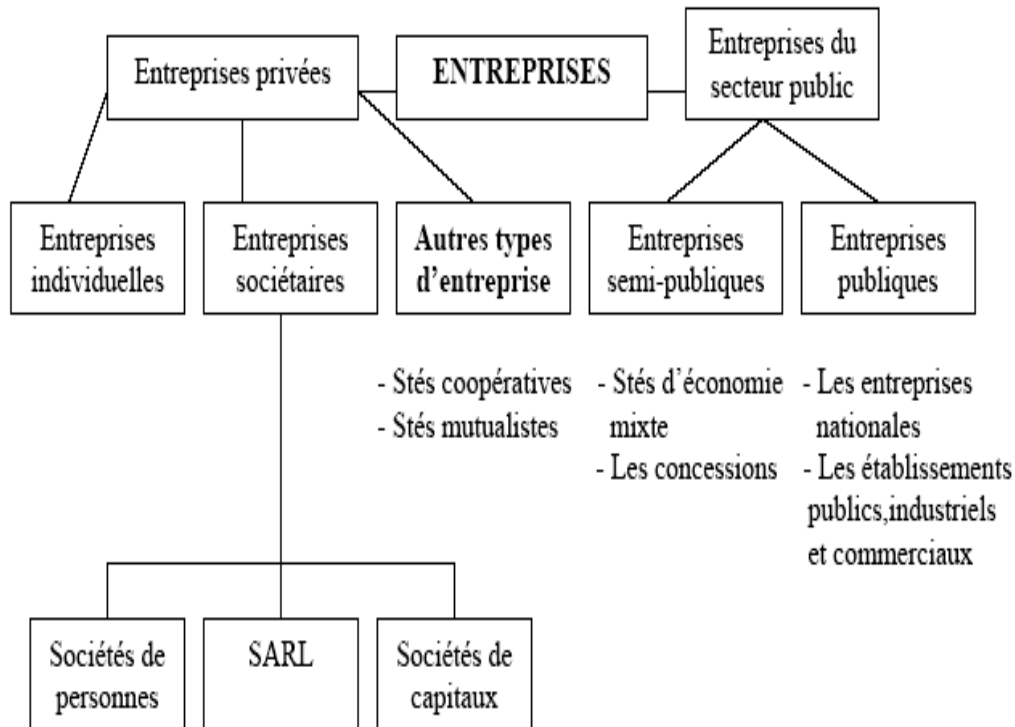 Entreprises privées
ENTREPRISES
Entreprises du
secteur public
Entreprises
individuelles
Entreprises
sociétaires
Autres types
d'entreprise
Entreprises
semi-publiques
Entreprises
publiques
- Stés coopératives
- Stés mutualistes
- Stés d'économie
mixte
- Les concessions
- Les entreprises
nationales
- Les établissements
publics,industriels
et commerciaux
Sociétés de
personnes
SARL
Sociétés de
capitaux